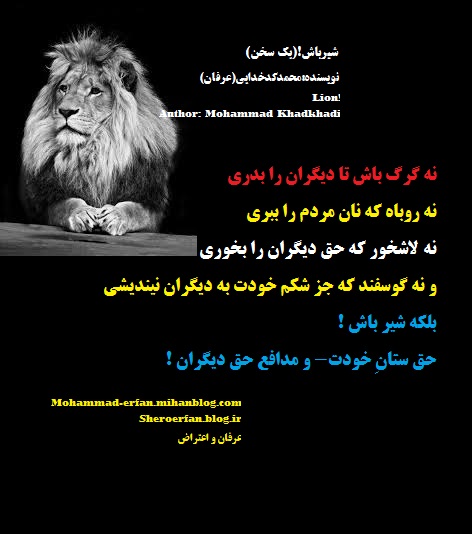 شیرباش!(یک سخن)
نویسنده:محمدکدخدایی(عرفان)
Lion!
Author: Mohammad Khadkhadi
نه گرگ باش تا دیگران را بدری
نه روباه که نان مردم را ببری
نه لاشخور که حق دیگران را بخوری
و نه گوسفند که جز شکم خودت به دیگران نیندیشی
بلکه شیر باش !
حق ستانِ خودت- و مدافع حق دیگران !
Mohammad-erfan.mihanblog.com
Sheroerfan.blog.ir
عرفان و اعتراض